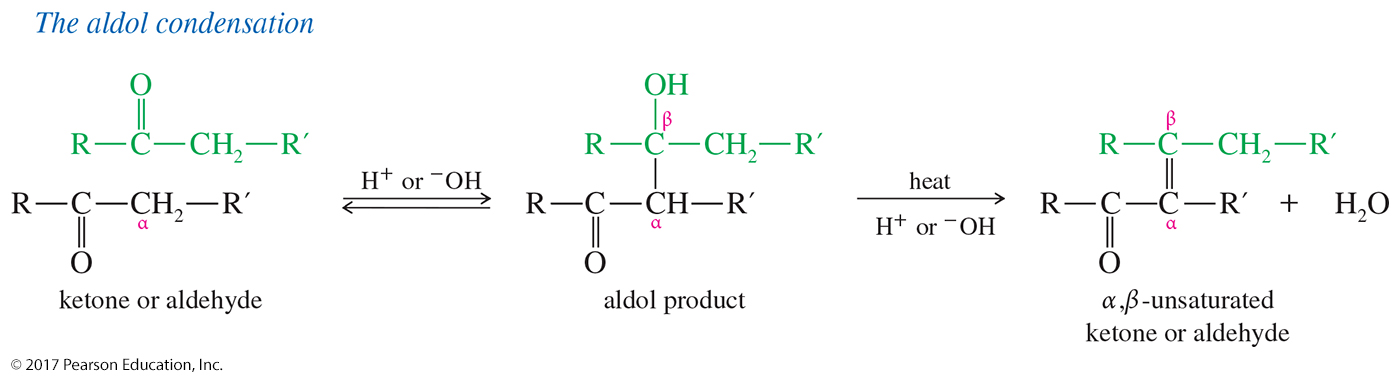 The aldol condensation
O
R—C—CH₂—R′
R—C—CH₂—R′
α
O
ketone or aldehyde
H⁺ or ⁻OH
OH
β
R—C—CH₂—R′
R—C—CH—R′
α
O
aldol product
heat
H⁺ or ⁻OH
β
R—C—CH₂—R′
R—C—C—R′ + H₂O
α
O
α,β-unsaturated
ketone or aldehyde
© 2017 Pearson Education, Inc.